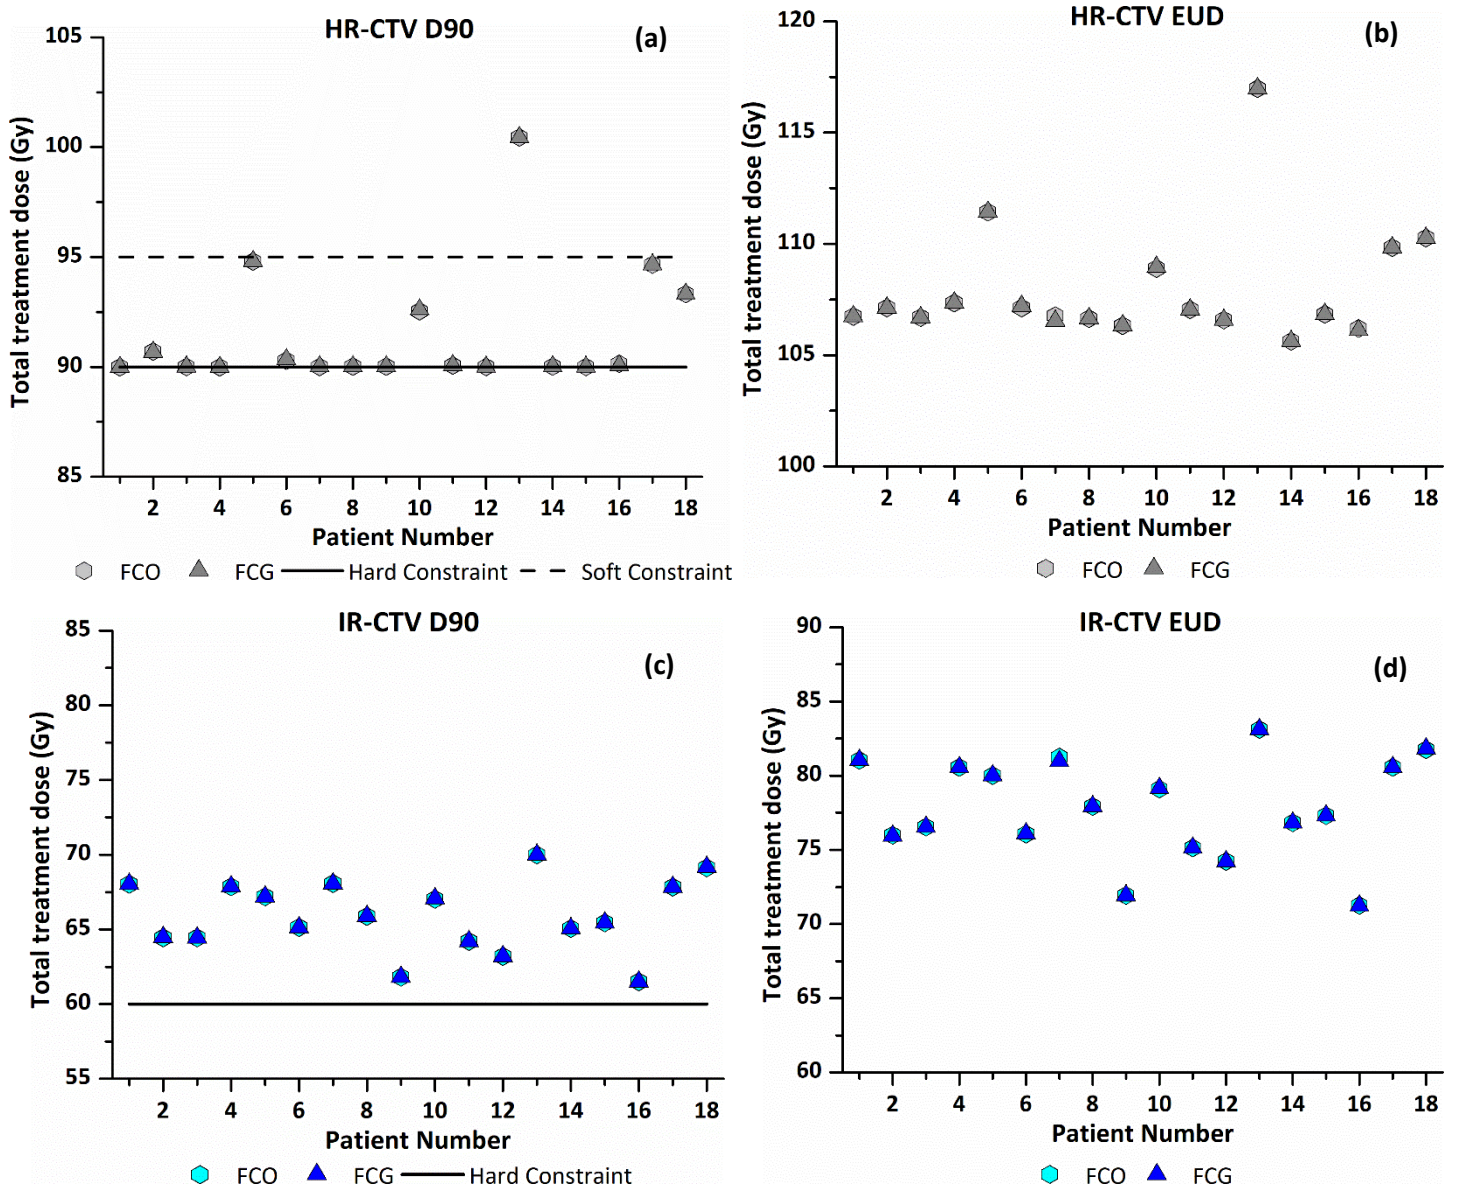 HR-CTV D90
(a)
Total treatment dose (Gy)
105
100
95
90
85
2 4 6 8 10 12 14 16 18
Patient Number
FCO FCG Hard Constraint Soft Constraint
HR-CTV EUD
(b)
Total treatment dose (Gy)
120
115
110
105
100
2 4 6 8 10 12 14 16 18
Patient Number
FCO FCG
IR-CTV D90
(c)
Total treatment dose (Gy)
85
80
75
70
65
60
55
2 4 6 8 10 12 14 16 18
Patient Number
FCO FCG Hard Constraint
IR-CTV EUD
(d)
Total treatment dose (Gy)
90
85
80
75
70
65
60
2 4 6 8 10 12 14 16 18
Patient Number
FCO FCG